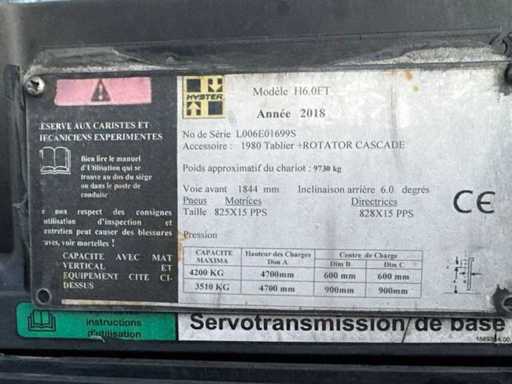 HYSTER
Modèle H6.0FT
Année 2018
No de Série L006E01699S
Accessoire : 1980 Tablier +ROTATOR CASCADE
Poids approximatif du chariot : 9730 kg
Voie avant 1844 mm Inclinaison arrière 6.0 degrés
Pneus Motrices Directrices
Taille 825X15 PPS 828X15 PPS
Pression
CAPACITE MAXIMA Hauteur des Charges Dim A Centre de Charge Dim B Dim C
4200 KG 4700mm 600 mm 600 mm
3510 KG 4700 mm 900mm 900mm
CE
ESERVE AUX CARISTES ET
ECANICIENS EXPERIMENTES
Bien lire le manuel
d'Utilisation qui se
trouve au dos du siège
ou dans le poste de
conduite
e pas respect des consignes
utilisation d'inspection et
entretien peut causer des blessures
aves, voir mortelles !
CAPACITE AVEC MAT
VERTICAL ET
EQUIPEMENT CITE CI-
DESSUS
instructions
d'utilisation
Servotransmission/de base